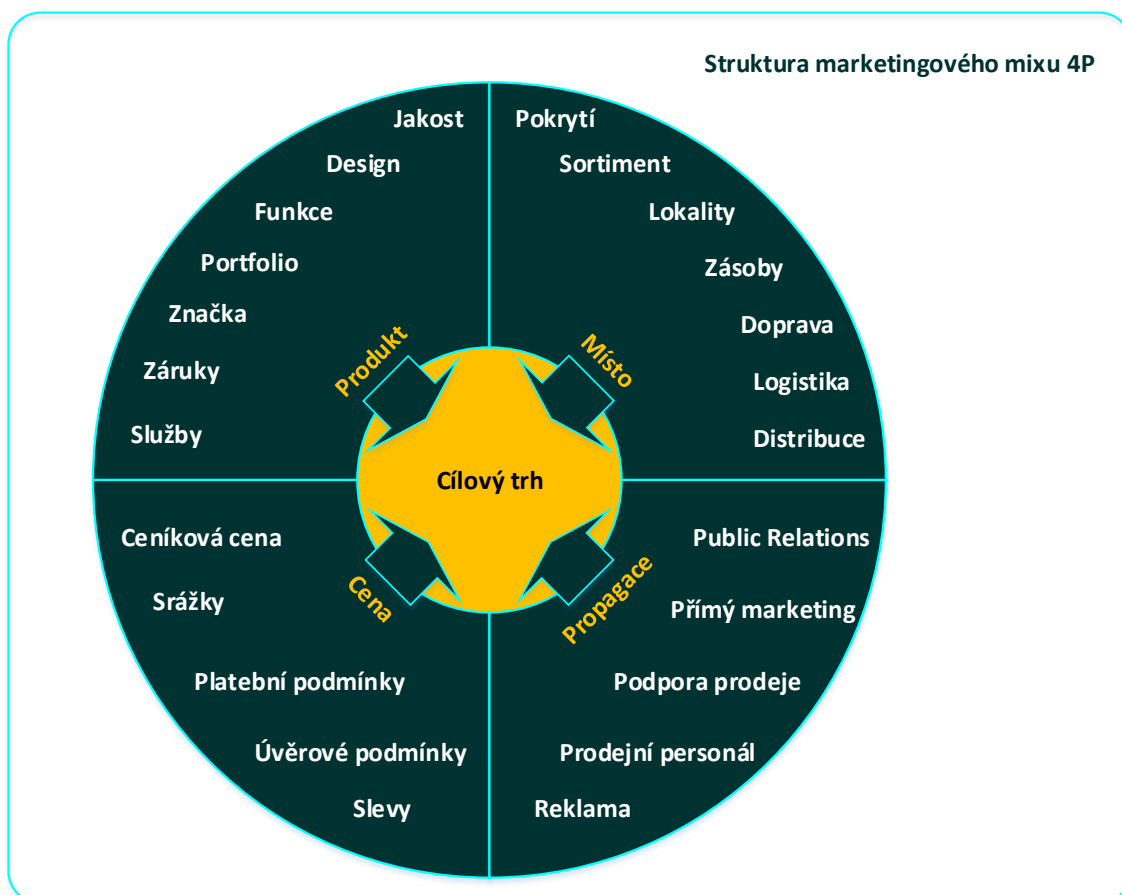 Struktura marketingového mixu 4P
Jakost
Design
Funkce
Portfolio
Značka
Záruky
Služby
Produkt
Pokrytí
Sortiment
Lokality
Zásoby
Doprava
Logistika
Distribuce
Místo
Cílový trh
Ceníková cena
Srážky
Platební podmínky
Úvěrové podmínky
Slevy
Cena
Public Relations
Přímý marketing
Podpora prodeje
Prodejní personál
Reklama
Propagace